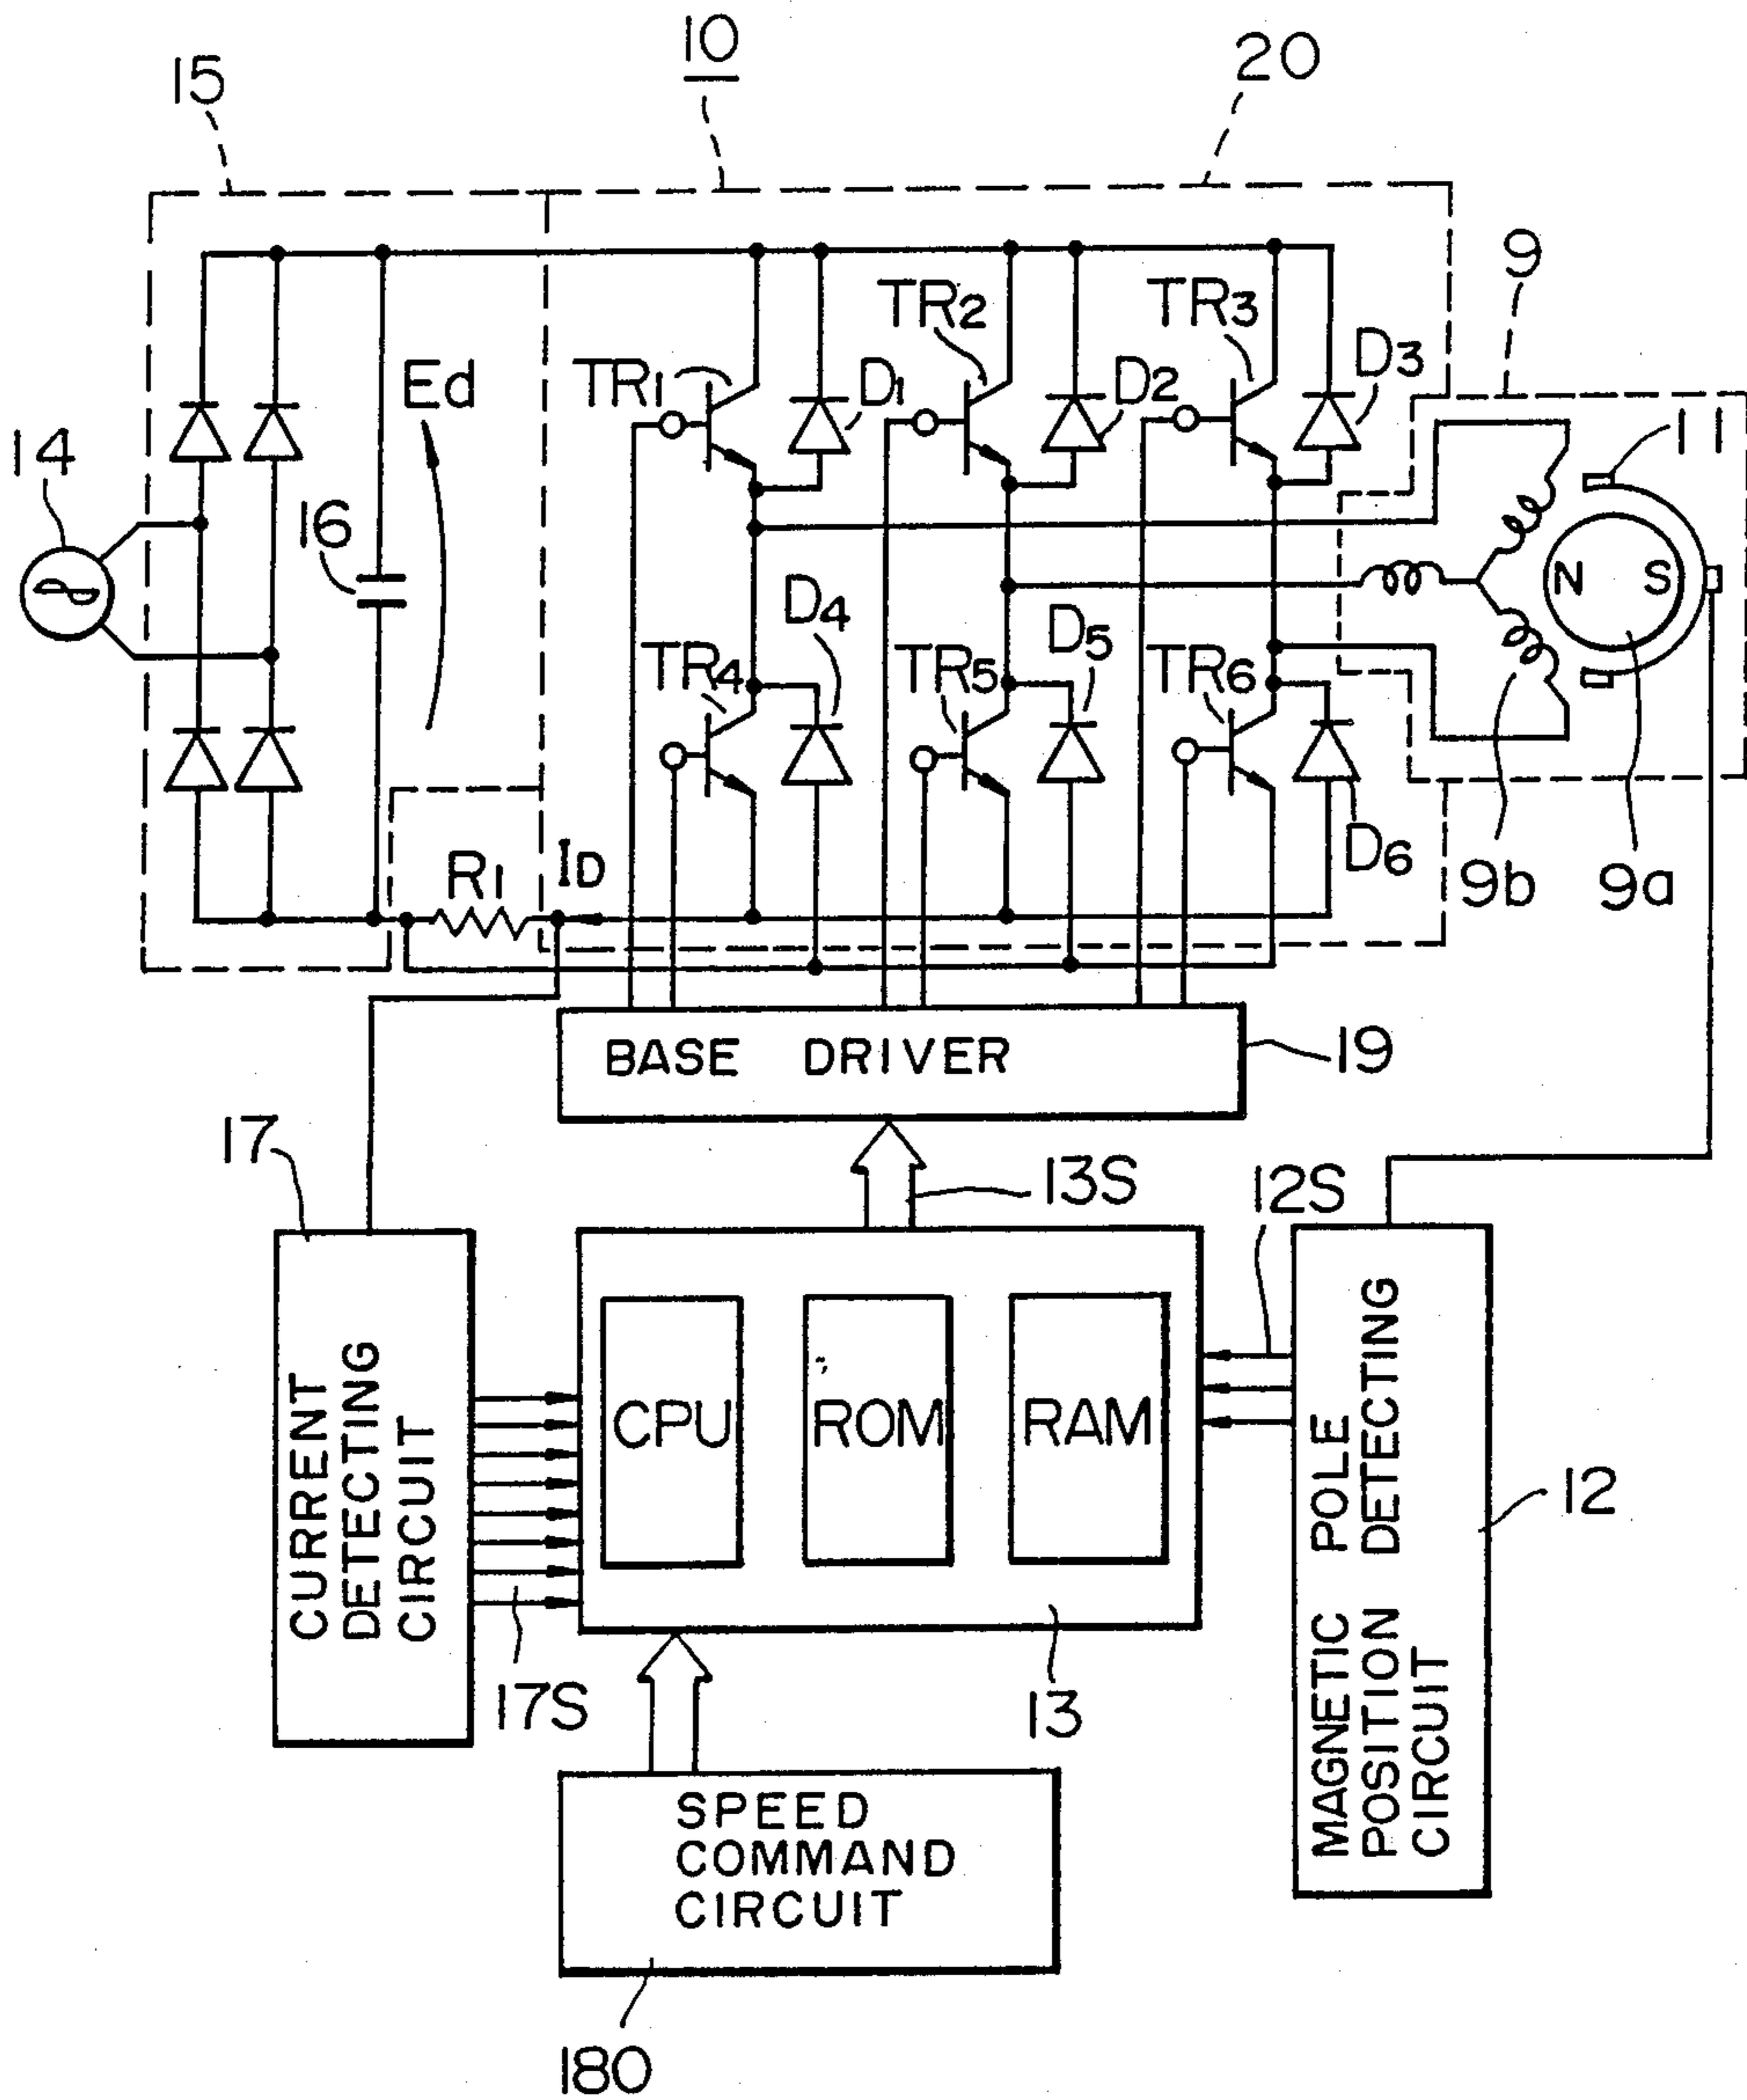 10
20
15
9
TR2
TR3
D3
Ed
TR1
D1
D2
11
14
16
N S
D4
D5
TR4
TR5
TR6
R1
ID
D6
9b
9a
BASE DRIVER
19
17
13S
12S
CURRENT
DETECTING
CIRCUIT
CPU
ROM
RAM
MAGNETIC POLE
POSITION DETECTING
CIRCUIT
12
17S
13
SPEED
COMMAND
CIRCUIT
180